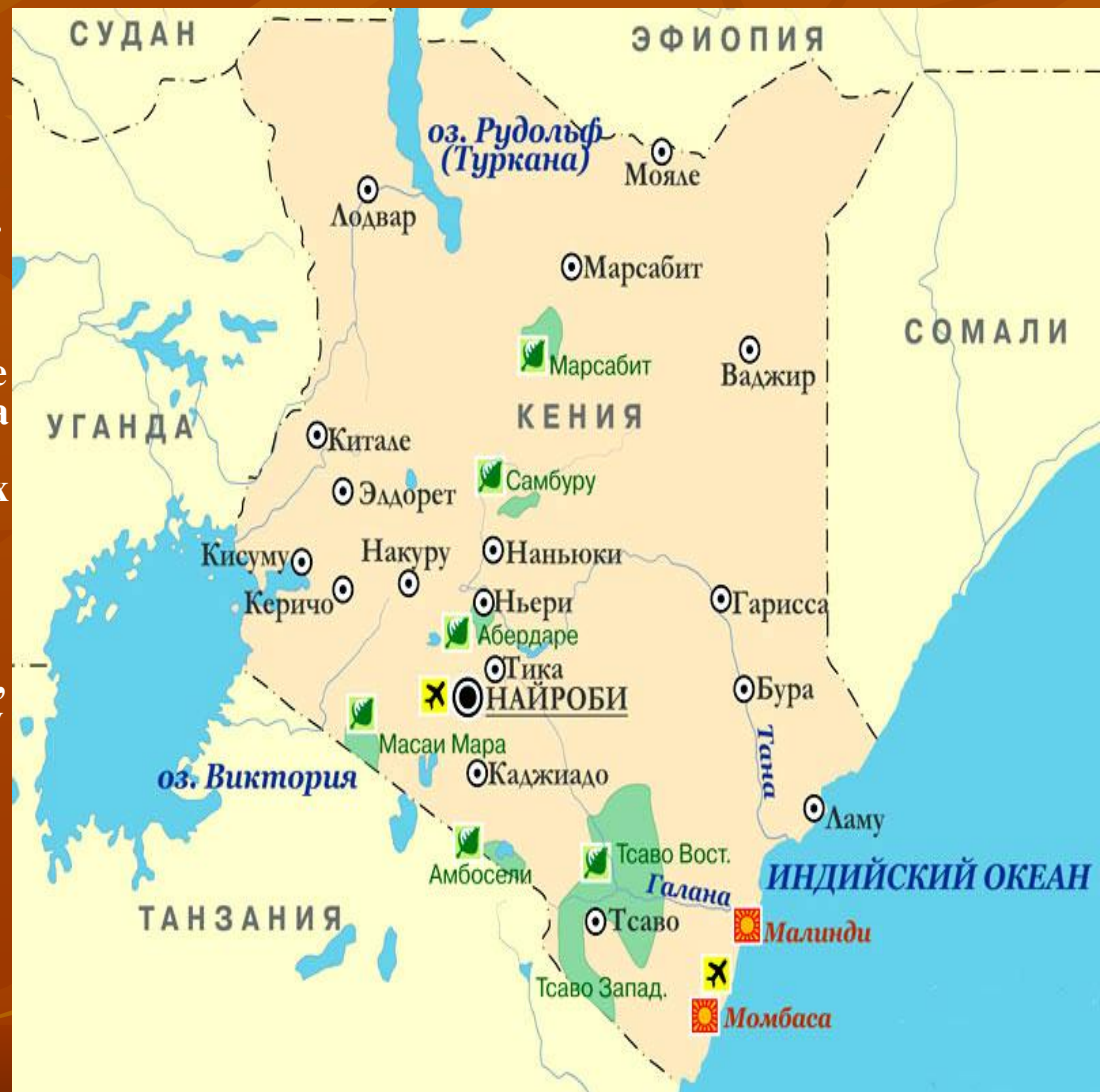 СУДАН
ЭФИОПИЯ
оз. Рудольф
(Туркана)
Мояле
Лодвар
Марсабит
СОМАЛИ
Марсабит
Ваджир
КЕНИЯ
УГАНДА
Китале
Самбуру
Элдорет
Кисуму
Накуру
Наньюки
Керичо
Ньери
Гарисса
Абердаре
Тика
НАЙРОБИ
Бура
Масаи Мара
Тана
оз. Виктория
Каджиадо
Ламу
Тсаво Вост.
Амбосели
Галана
ИНДИЙСКИЙ ОКЕАН
ТАНЗАНИЯ
Тсаво
Малинди
Тсаво Запад.
Момбаса